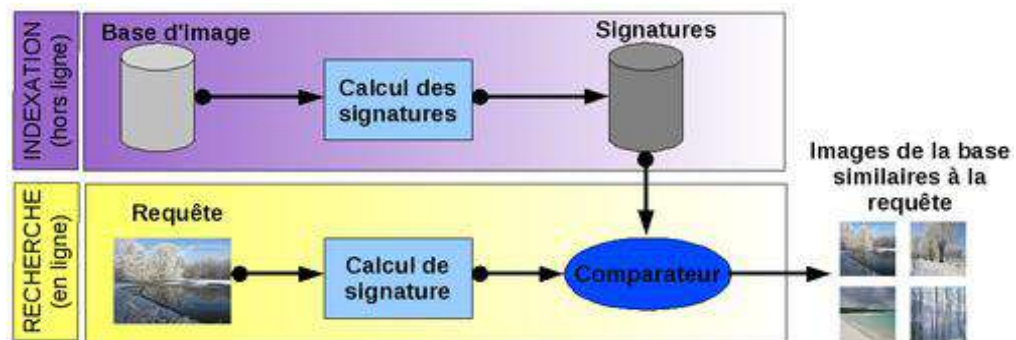 INDEXATION
(hors ligne)
Base d'image
Calcul des
signatures
Signatures
RECHERCHE
(en ligne)
Requête
Calcul de
signature
Comparateur
Images de la base
similaires à la
requête